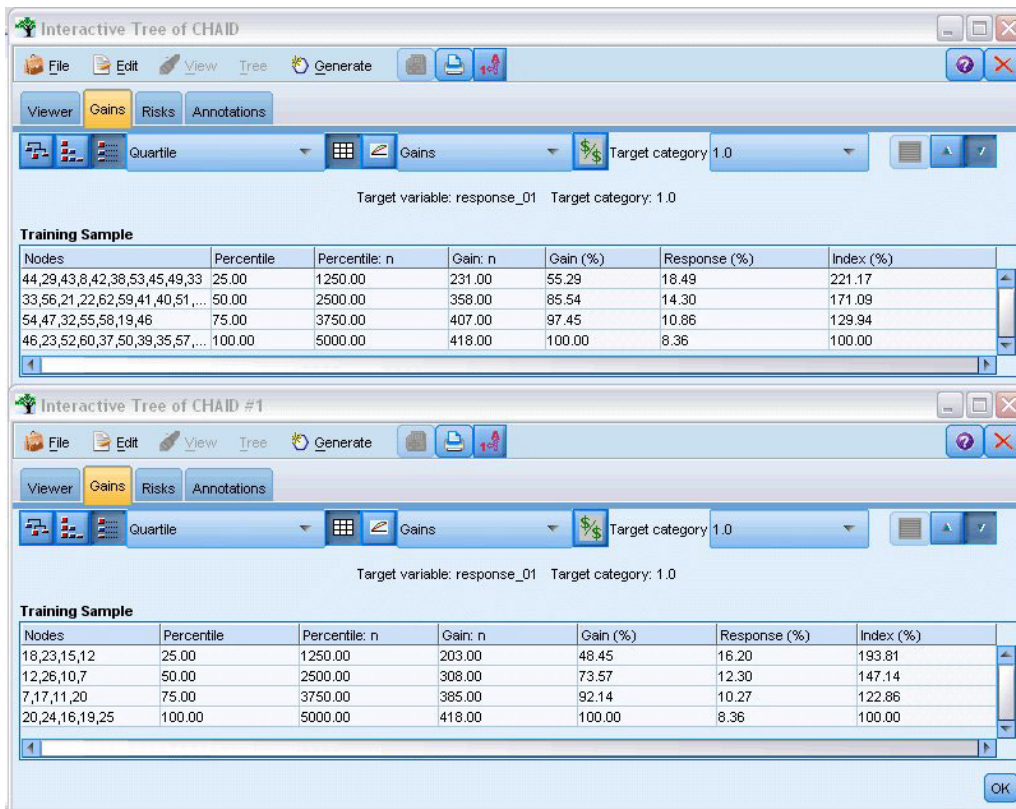 Interactive Tree of CHAID
File Edit View Tree Generate
Viewer Gains Risks Annotations
Quartile Gains Target category 1.0
Target variable: response_01 Target category: 1.0
Training Sample
Nodes Percentile Percentile: n Gain: n Gain (%) Response (%) Index (%)
44,29,43,8,42,38,53,45,49,33 25.00 1250.00 231.00 55.29 18.49 221.17
33,56,21,22,62,59,41,40,51,... 50.00 2500.00 358.00 85.54 14.30 171.09
54,47,32,55,58,19,46 75.00 3750.00 407.00 97.45 10.86 129.94
46,23,52,60,37,50,39,35,57,... 100.00 5000.00 418.00 100.00 8.36 100.00
Interactive Tree of CHAID #1
File Edit View Tree Generate
Viewer Gains Risks Annotations
Quartile Gains Target category 1.0
Target variable: response_01 Target category: 1.0
Training Sample
Nodes Percentile Percentile: n Gain: n Gain (%) Response (%) Index (%)
18,23,15,12 25.00 1250.00 203.00 48.45 16.20 193.81
12,26,10,7 50.00 2500.00 308.00 73.57 12.30 147.14
7,17,11,20 75.00 3750.00 385.00 92.14 10.27 122.86
20,24,16,19,25 100.00 5000.00 418.00 100.00 8.36 100.00
OK